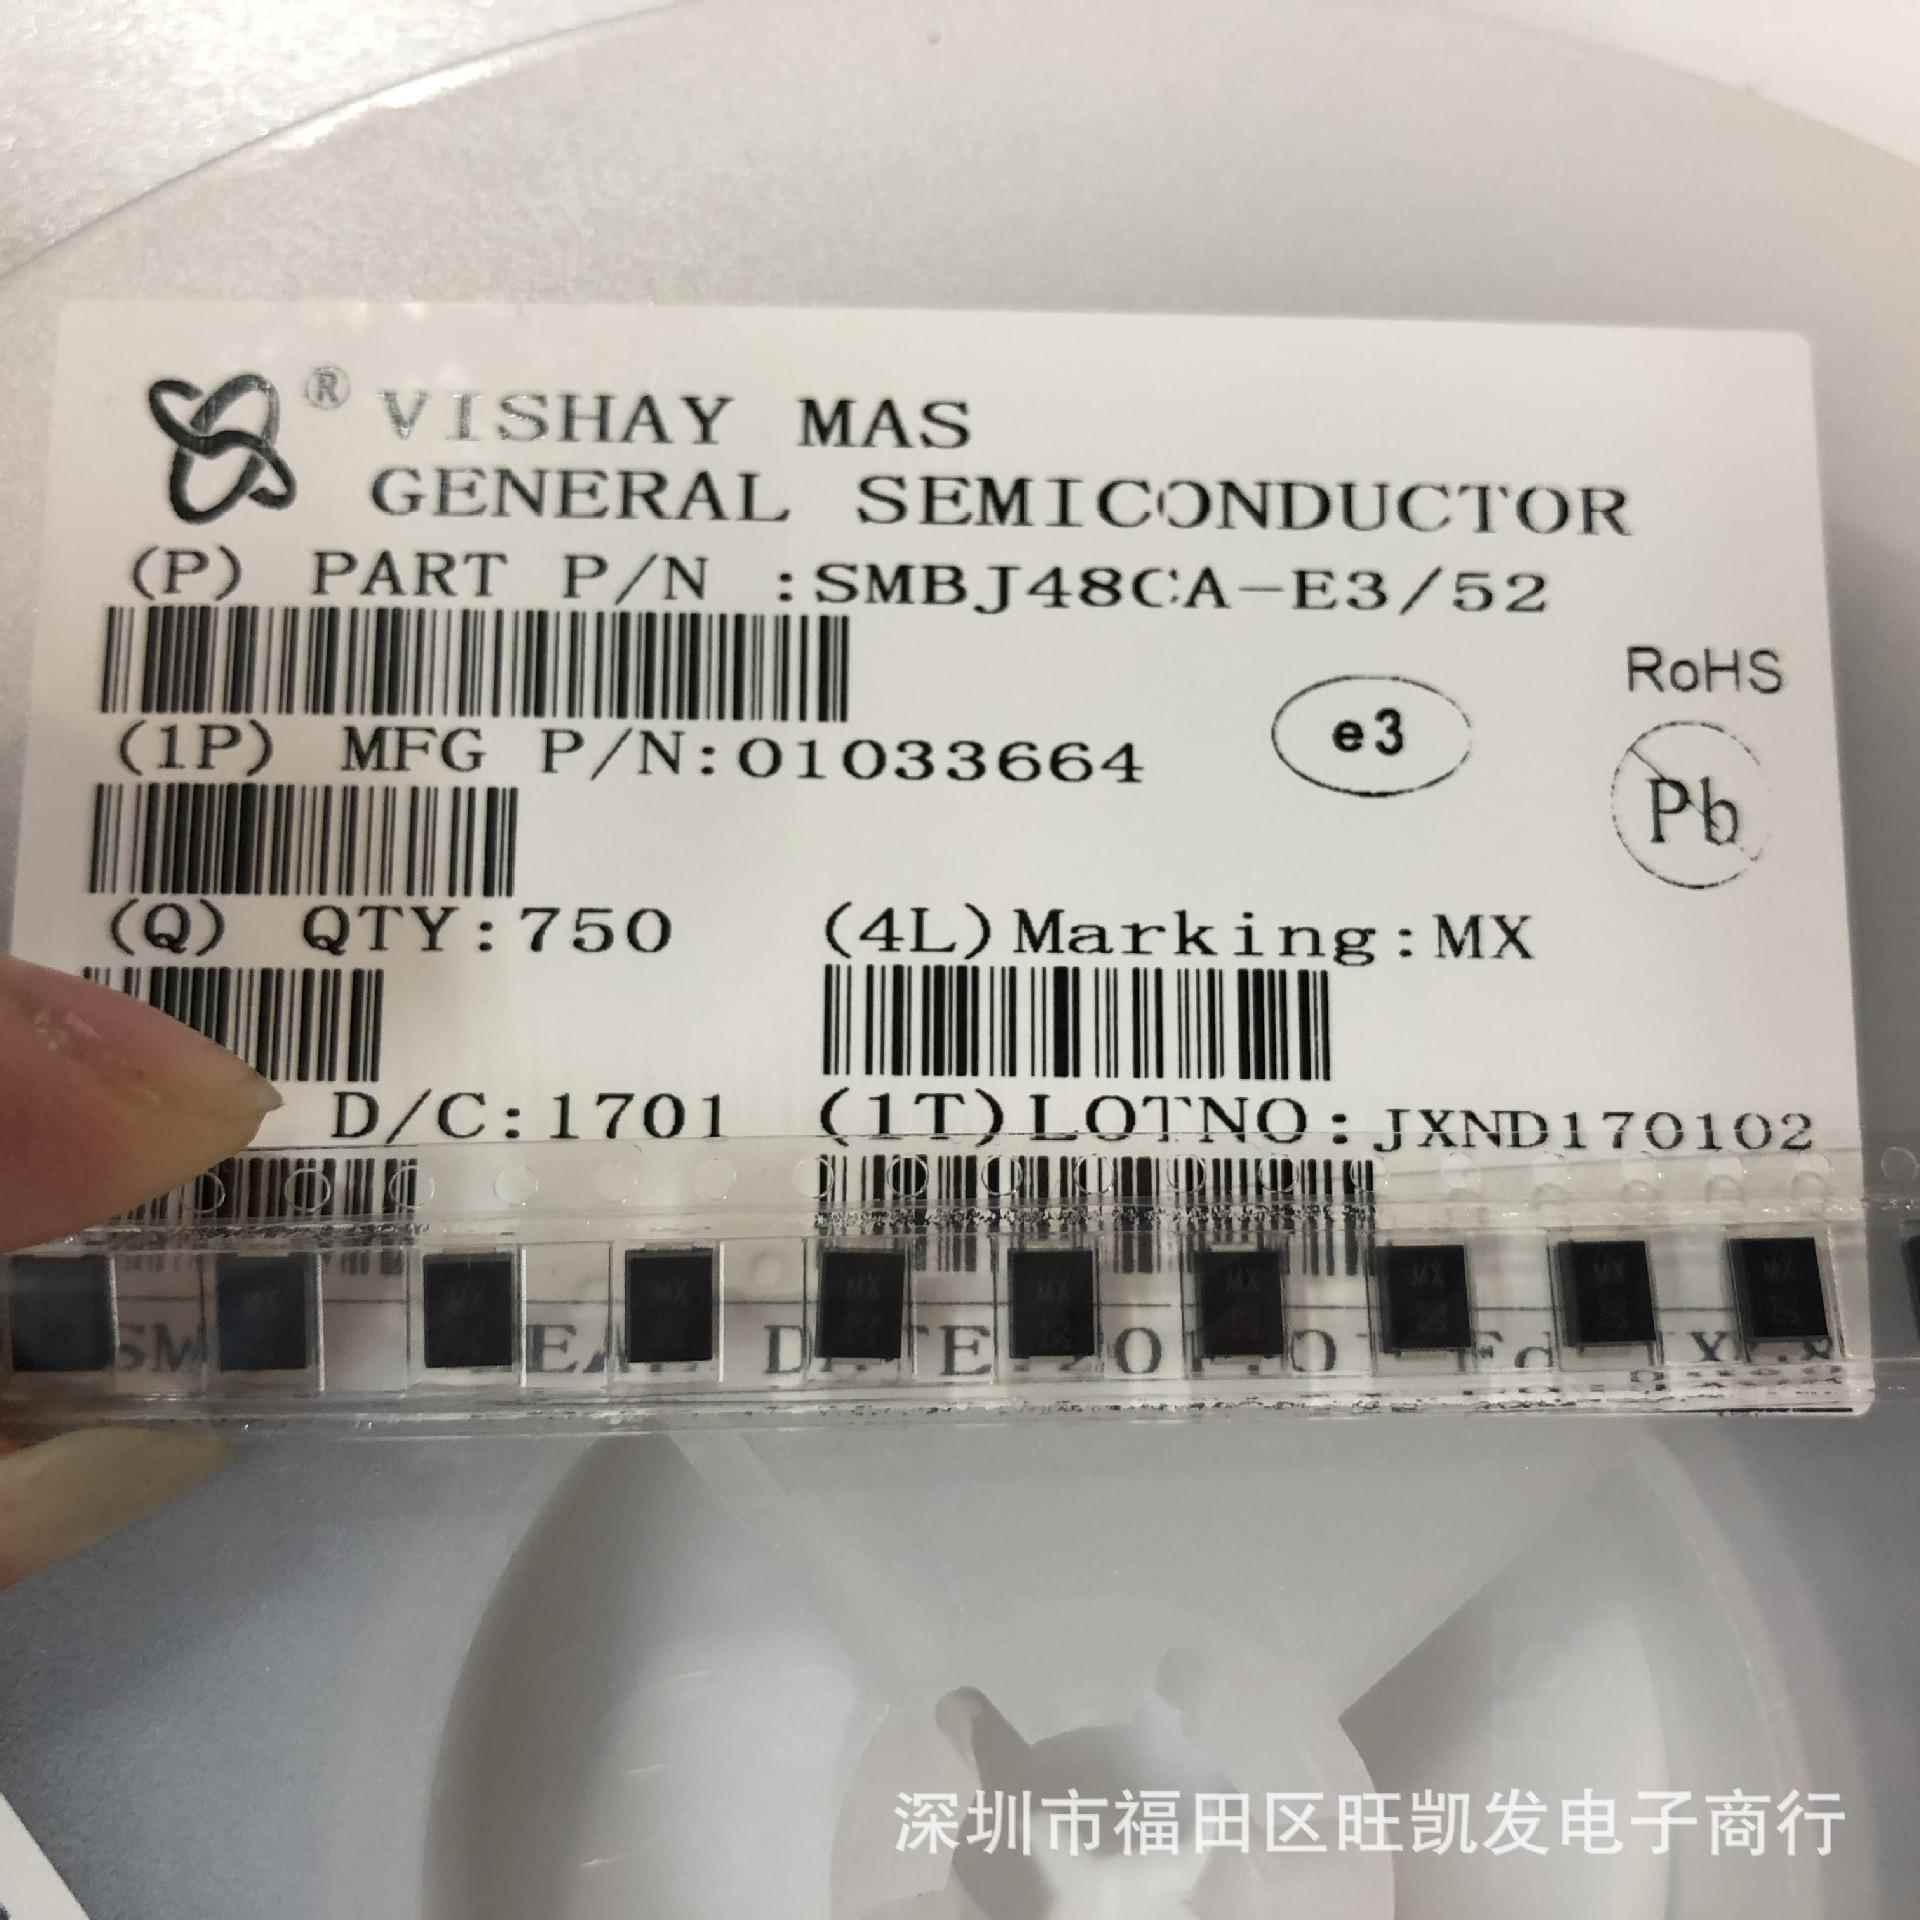 ® VISHAY MAS
GENERAL SEMICONDUCTOR
(P) PART P/N :SMBJ48CA-E3/52
RoHS
e3
(1P) MFG P/N:01033664
Pb
(Q) QTY:750 (4L)Marking:MX
D/C:1701 (1T)LOTNO:JXND170102
MX
MX
MX
MX
MX
MX
MX
MX
深圳市福田区旺凯发电子商行